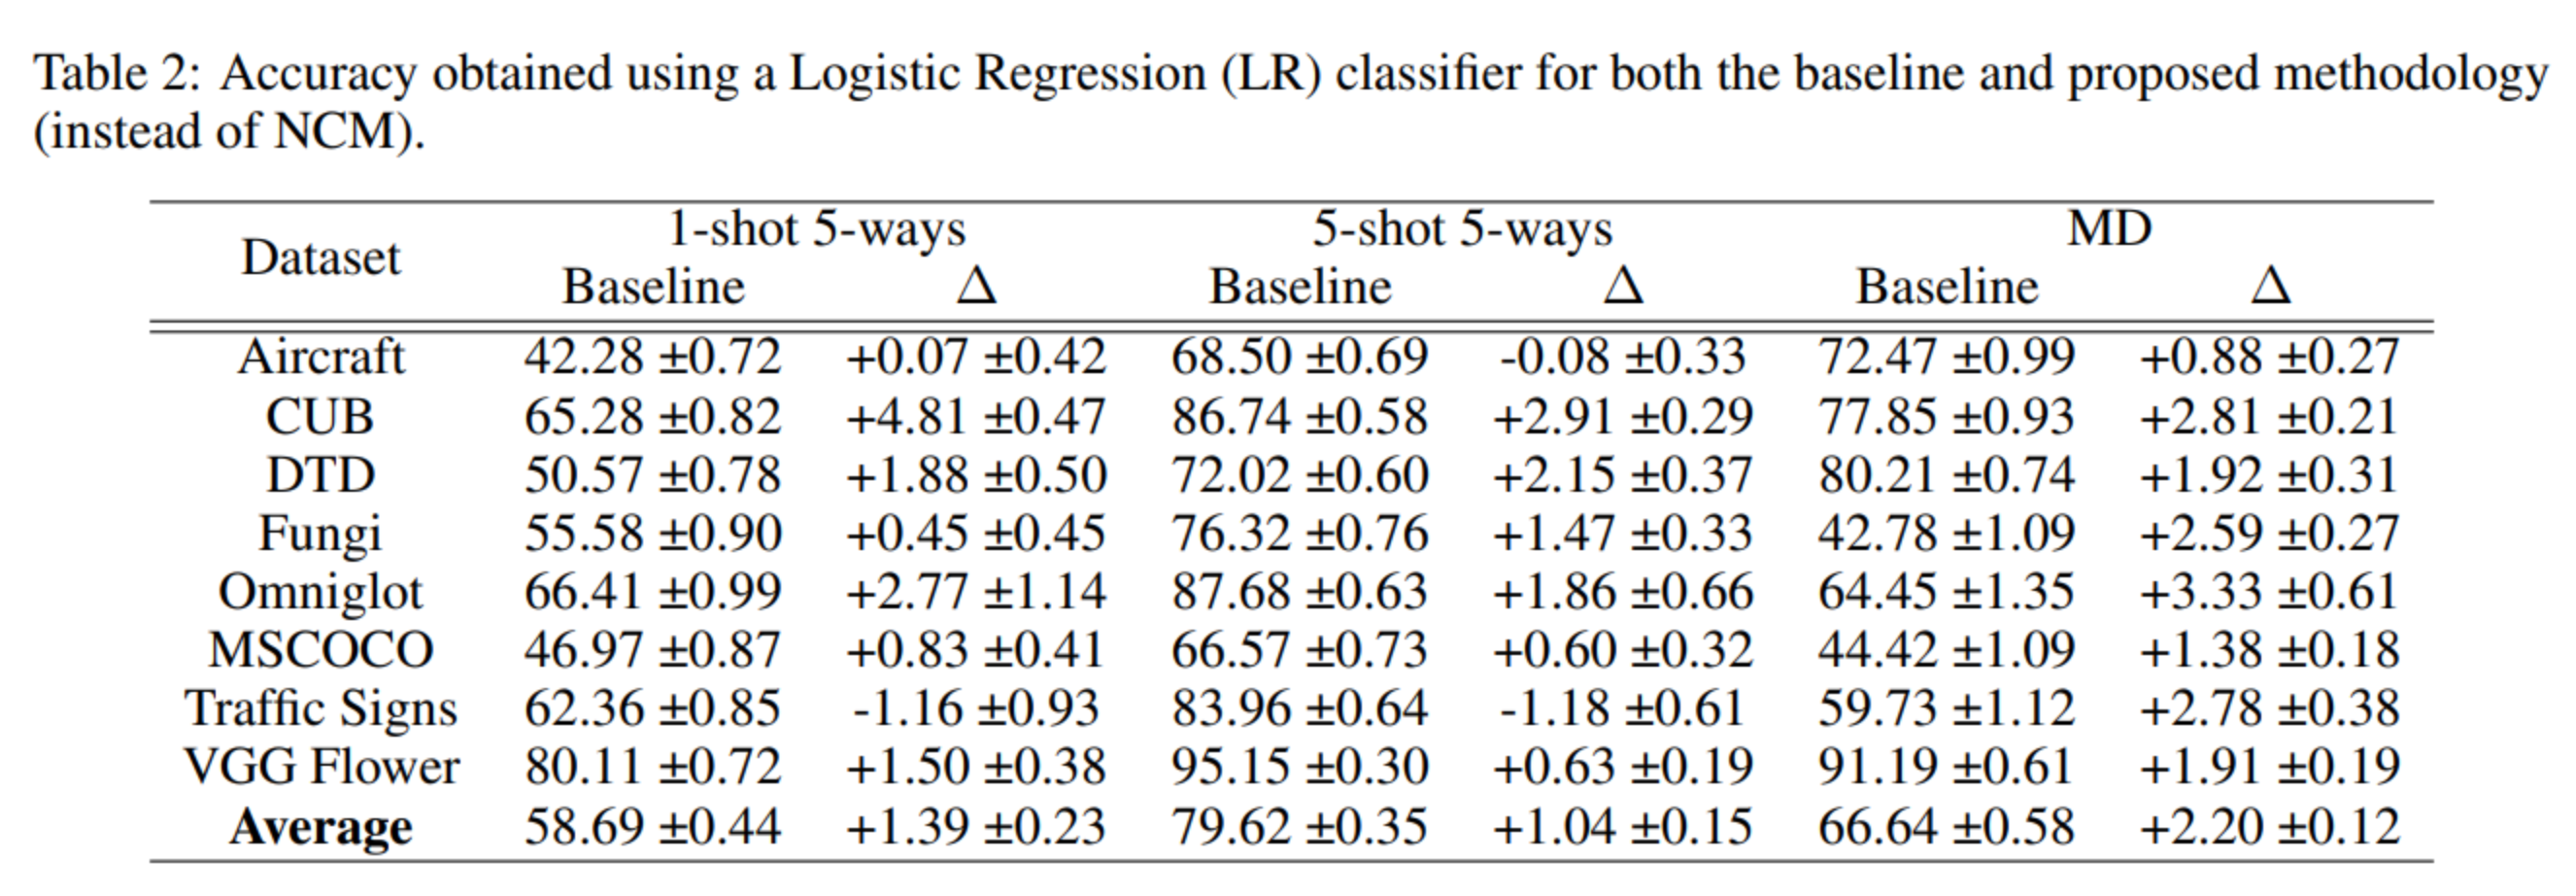 Table 2: Accuracy obtained using a Logistic Regression (LR) classifier for both the baseline and proposed methodology
(instead of NCM).
Dataset 1-shot 5-ways 5-shot 5-ways MD
Baseline Δ Baseline Δ Baseline Δ
Aircraft 42.28 ±0.72 +0.07 ±0.42 68.50 ±0.69 -0.08 ±0.33 72.47 ±0.99 +0.88 ±0.27
CUB 65.28 ±0.82 +4.81 ±0.47 86.74 ±0.58 +2.91 ±0.29 77.85 ±0.93 +2.81 ±0.21
DTD 50.57 ±0.78 +1.88 ±0.50 72.02 ±0.60 +2.15 ±0.37 80.21 ±0.74 +1.92 ±0.31
Fungi 55.58 ±0.90 +0.45 ±0.45 76.32 ±0.76 +1.47 ±0.33 42.78 ±1.09 +2.59 ±0.27
Omniglot 66.41 ±0.99 +2.77 ±1.14 87.68 ±0.63 +1.86 ±0.66 64.45 ±1.35 +3.33 ±0.61
MSCOCO 46.97 ±0.87 +0.83 ±0.41 66.57 ±0.73 +0.60 ±0.32 44.42 ±1.09 +1.38 ±0.18
Traffic Signs 62.36 ±0.85 -1.16 ±0.93 83.96 ±0.64 -1.18 ±0.61 59.73 ±1.12 +2.78 ±0.38
VGG Flower 80.11 ±0.72 +1.50 ±0.38 95.15 ±0.30 +0.63 ±0.19 91.19 ±0.61 +1.91 ±0.19
Average 58.69 ±0.44 +1.39 ±0.23 79.62 ±0.35 +1.04 ±0.15 66.64 ±0.58 +2.20 ±0.12